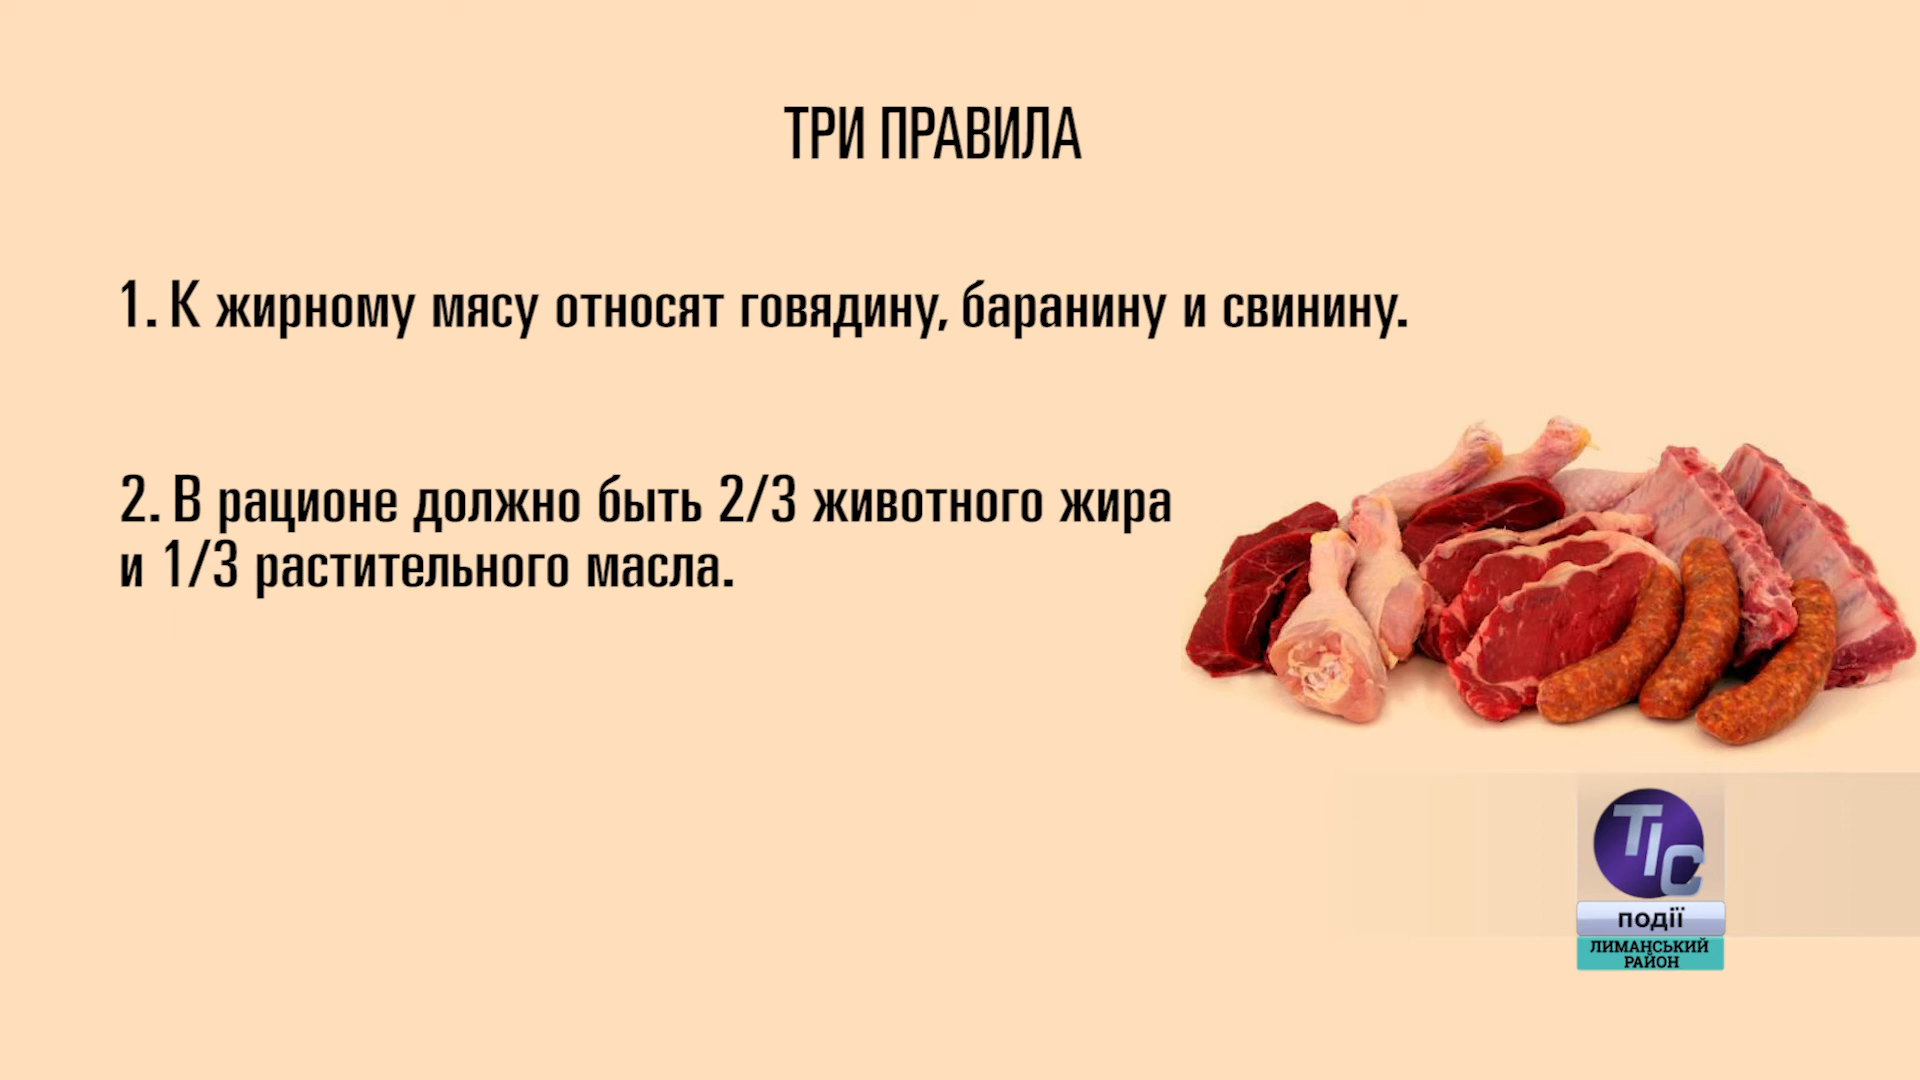 ТРИ ПРАВИЛА
1. К жирному мясу относят говядину, баранину и свинину.
2. В рационе должно быть 2/3 животного жира
и 1/3 растительного масла.
ТІС
події
ЛИМАНСЬКИЙ
РАЙОН